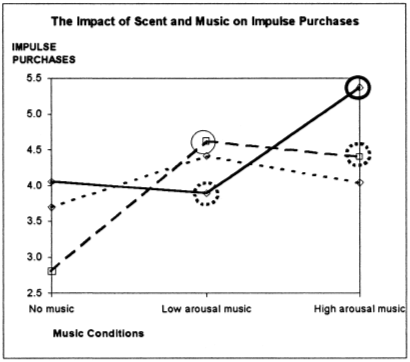 The Impact of Scent and Music on Impulse Purchases
IMPULSE
PURCHASES
5.5
5.0
4.5
4.0
3.5
3.0
2.5
No music
Low arousal music
High arousal music
Music Conditions